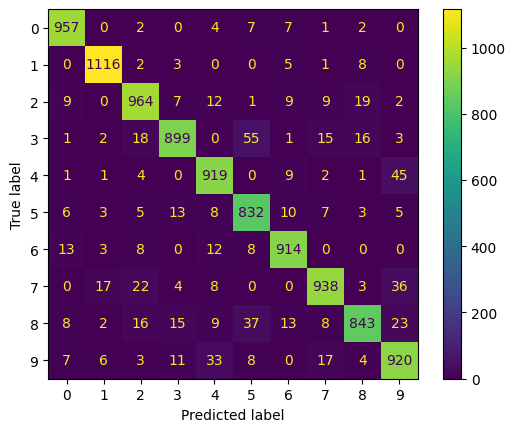 0 957 0 2 0 4 7 7 1 2 0
1 0 1116 2 3 0 0 5 1 8 0
2 9 0 964 7 12 1 9 9 19 2
3 1 2 18 899 0 55 1 15 16 3
4 1 1 4 0 919 0 9 2 1 45
5 6 3 5 13 8 832 10 7 3 5
6 13 3 8 0 12 8 914 0 0 0
7 0 17 22 4 8 0 0 938 3 36
8 8 2 16 15 9 37 13 8 843 23
9 7 6 3 11 33 8 0 17 4 920
0 1 2 3 4 5 6 7 8 9
Predicted label
True label
1000
800
600
400
200
0